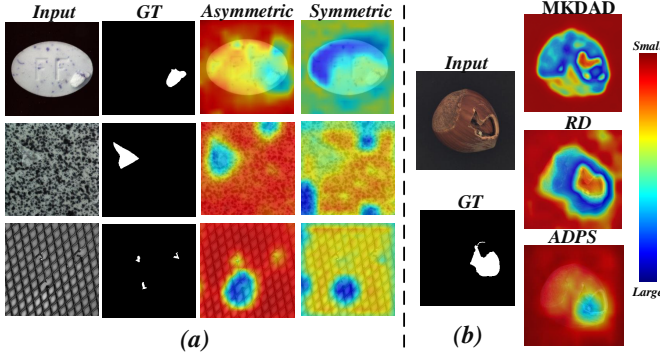 Input GT Asymmetric Symmetric
(a)
Input
GT
(b)
MKDAD
RD
ADPS
Small
Large